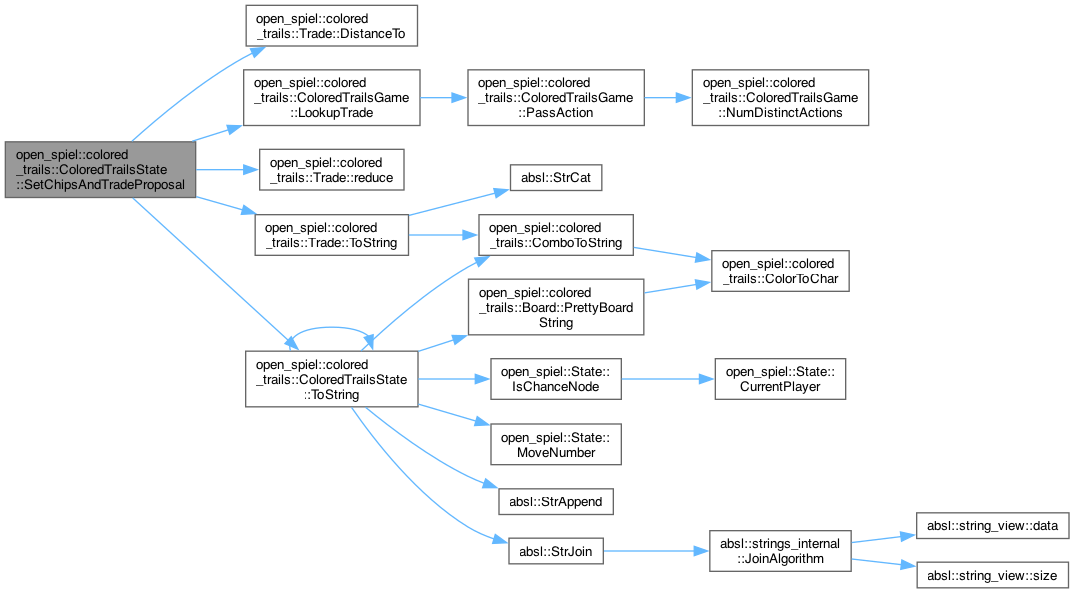 open_spiel::colored
_trails::Trade::DistanceTo
open_spiel::colored
_trails::ColoredTrailsGame
::LookupTrade
open_spiel::colored
_trails::ColoredTrailsGame
::PassAction
open_spiel::colored
_trails::ColoredTrailsGame
::NumDistinctActions
open_spiel::colored
_trails::ColoredTrailsState
::SetChipsAndTradeProposal
open_spiel::colored
_trails::Trade::reduce
absl::StrCat
open_spiel::colored
_trails::Trade::ToString
open_spiel::colored
_trails::ComboToString
open_spiel::colored
_trails::ColorToChar
open_spiel::colored
_trails::Board::PrettyBoard
String
open_spiel::colored
_trails::ColoredTrailsState
::ToString
open_spiel::State::
IsChanceNode
open_spiel::State::
CurrentPlayer
open_spiel::State::
MoveNumber
absl::StrAppend
absl::StrJoin
absl::strings_internal
::JoinAlgorithm
absl::string_view::data
absl::string_view::size